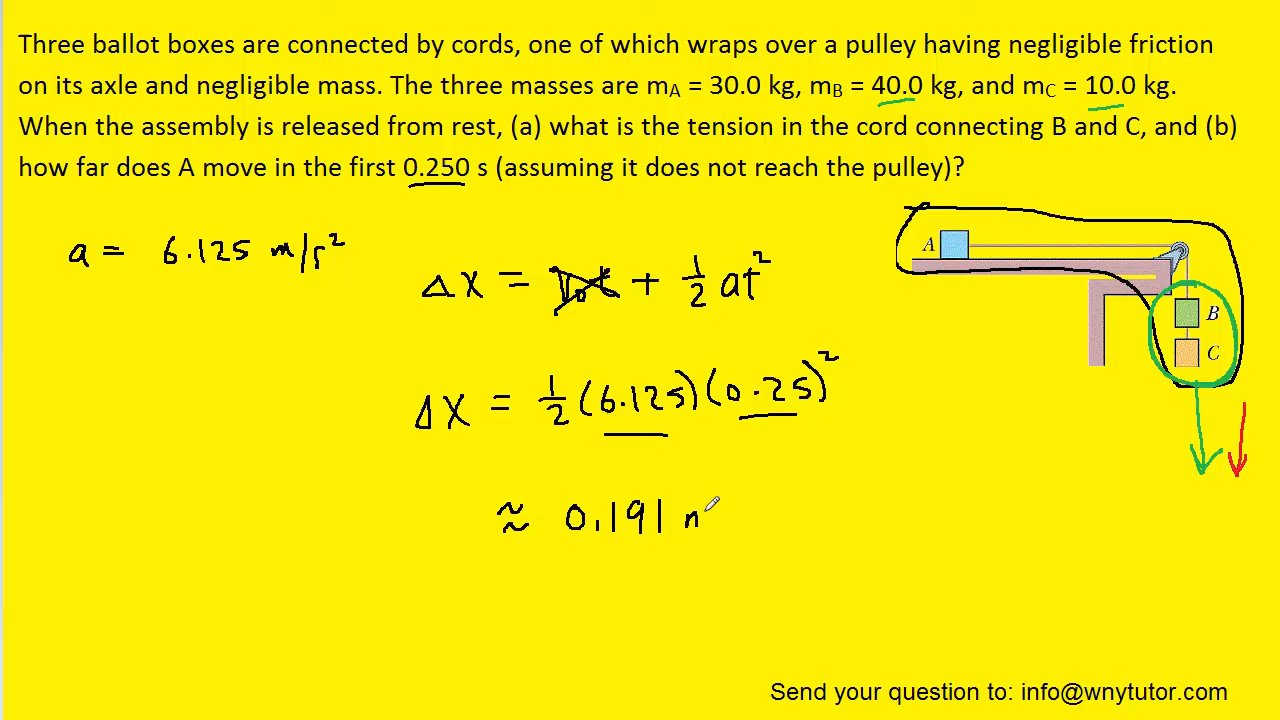 Three ballot boxes are connected by cords, one of which wraps over a pulley having negligible friction
on its axle and negligible mass. The three masses are mA = 30.0 kg, mB = 40.0 kg, and mC = 10.0 kg.
When the assembly is released from rest, (a) what is the tension in the cord connecting B and C, and (b)
how far does A move in the first 0.250 s (assuming it does not reach the pulley)?
a = 6.125 m/s²
Δx = V₀t + 1/2 at²
Δx = 1/2 (6.125)(0.25)²
≈ 0.191
A
B
C
Send your question to: info@wnytutor.com